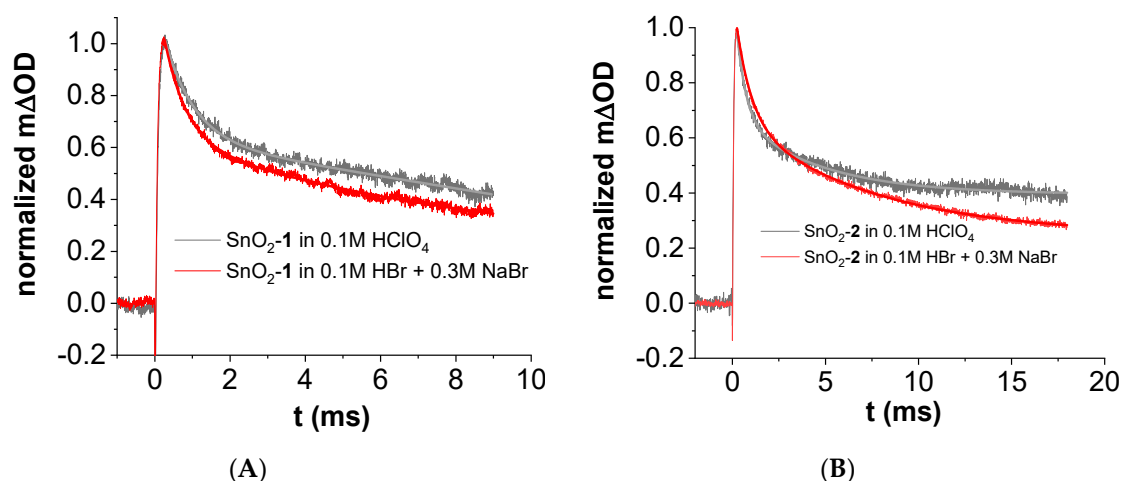 normalized mΔOD
1.0
0.8
0.6
0.4
0.2
0.0
-0.2
SnO₂-1 in 0.1M HClO₄
SnO₂-1 in 0.1M HBr + 0.3M NaBr
0 2 4 6 8 10
t (ms)
(A)
normalized mΔOD
1.0
0.8
0.6
0.4
0.2
0.0
-0.2
SnO₂-2 in 0.1M HClO₄
SnO₂-2 in 0.1M HBr + 0.3M NaBr
0 5 10 15 20
t (ms)
(B)